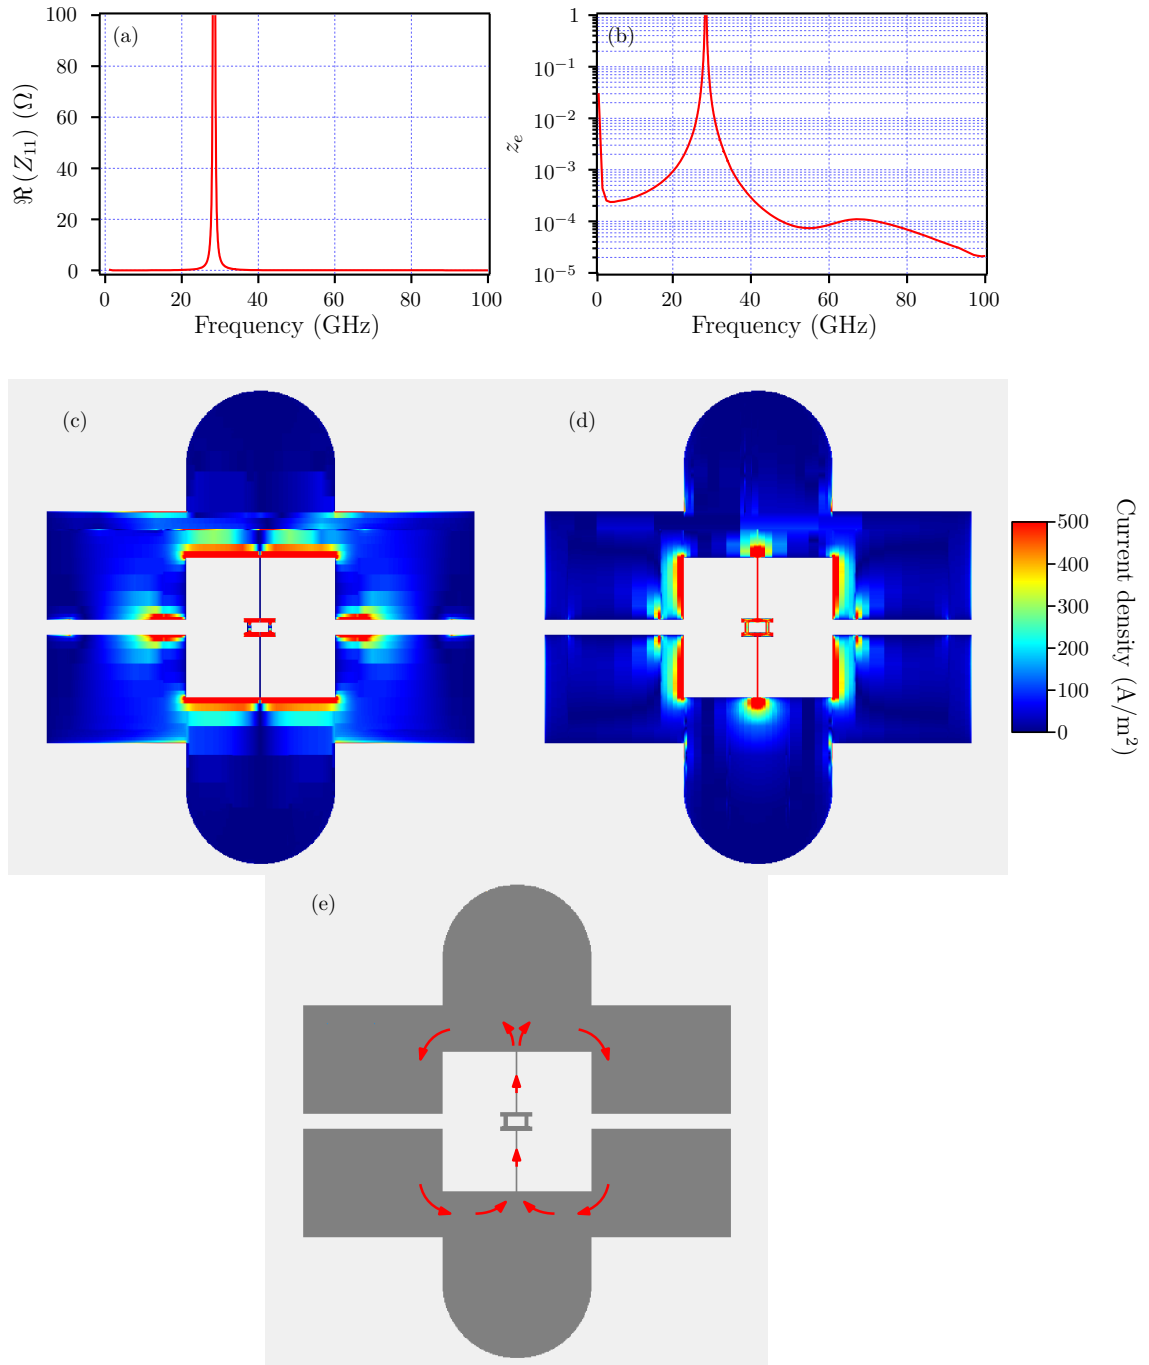 (a)
100
80
60
40
20
0
ℜ(Z₁₁) (Ω)
0 20 40 60 80 100
Frequency (GHz)
(b)
1
10⁻¹
10⁻²
10⁻³
10⁻⁴
10⁻⁵
zₑ
0 20 40 60 80 100
Frequency (GHz)
(c)
(d)
500
400
300
200
100
0
Current density (A/m²)
(e)